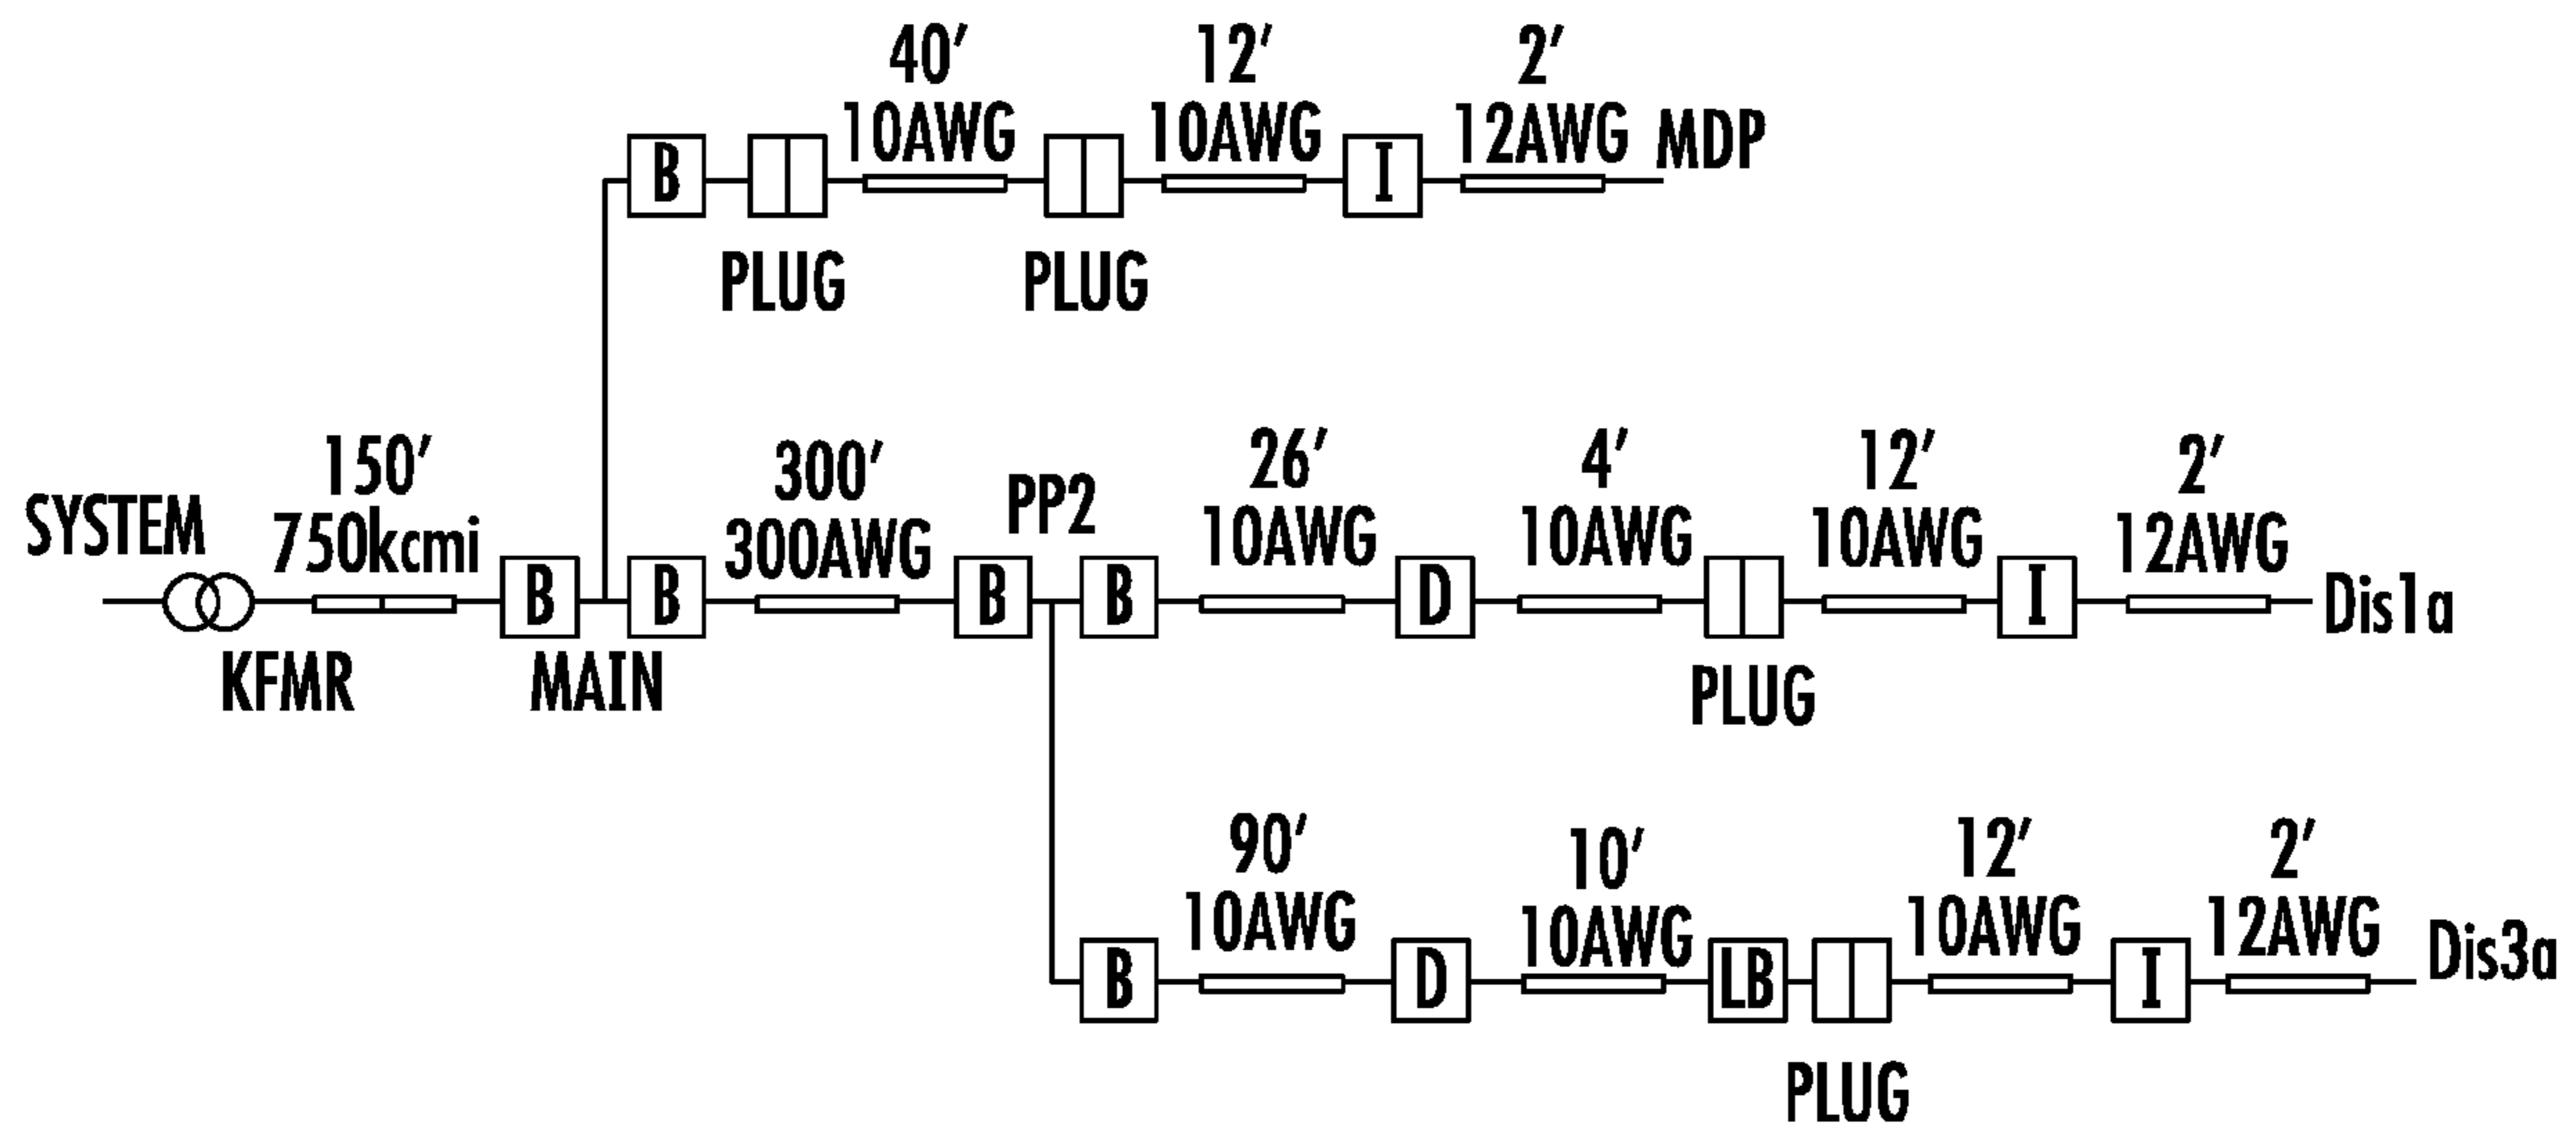 40′
10AWG
12′
10AWG
2′
12AWG
MDP
B
I
PLUG
PLUG
SYSTEM
150′
750kcmi
KFMR
B
MAIN
B
300′
300AWG
B
PP2
B
26′
10AWG
D
4′
10AWG
PLUG
12′
10AWG
I
2′
12AWG
Dis1a
B
90′
10AWG
D
10′
10AWG
LB
PLUG
12′
10AWG
I
2′
12AWG
Dis3a